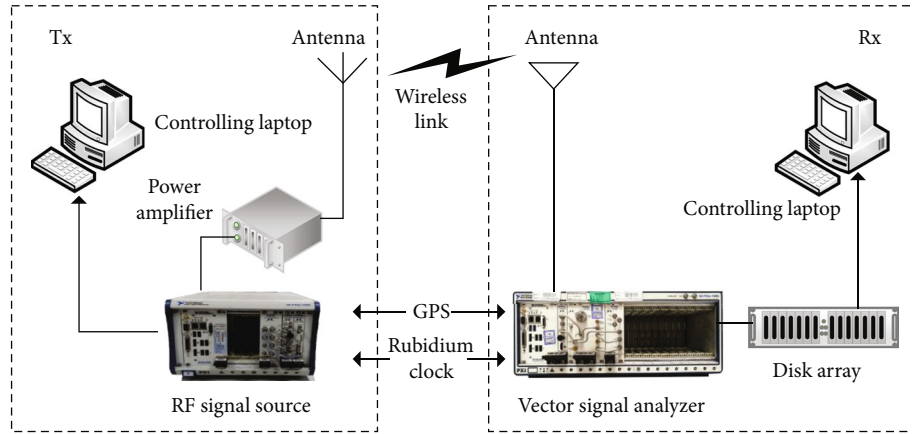 Tx
Antenna
Antenna
Rx
Wireless
link
Controlling laptop
Power
amplifier
Controlling laptop
GPS
Rubidium
clock
PXI
Disk array
RF signal source
Vector signal analyzer